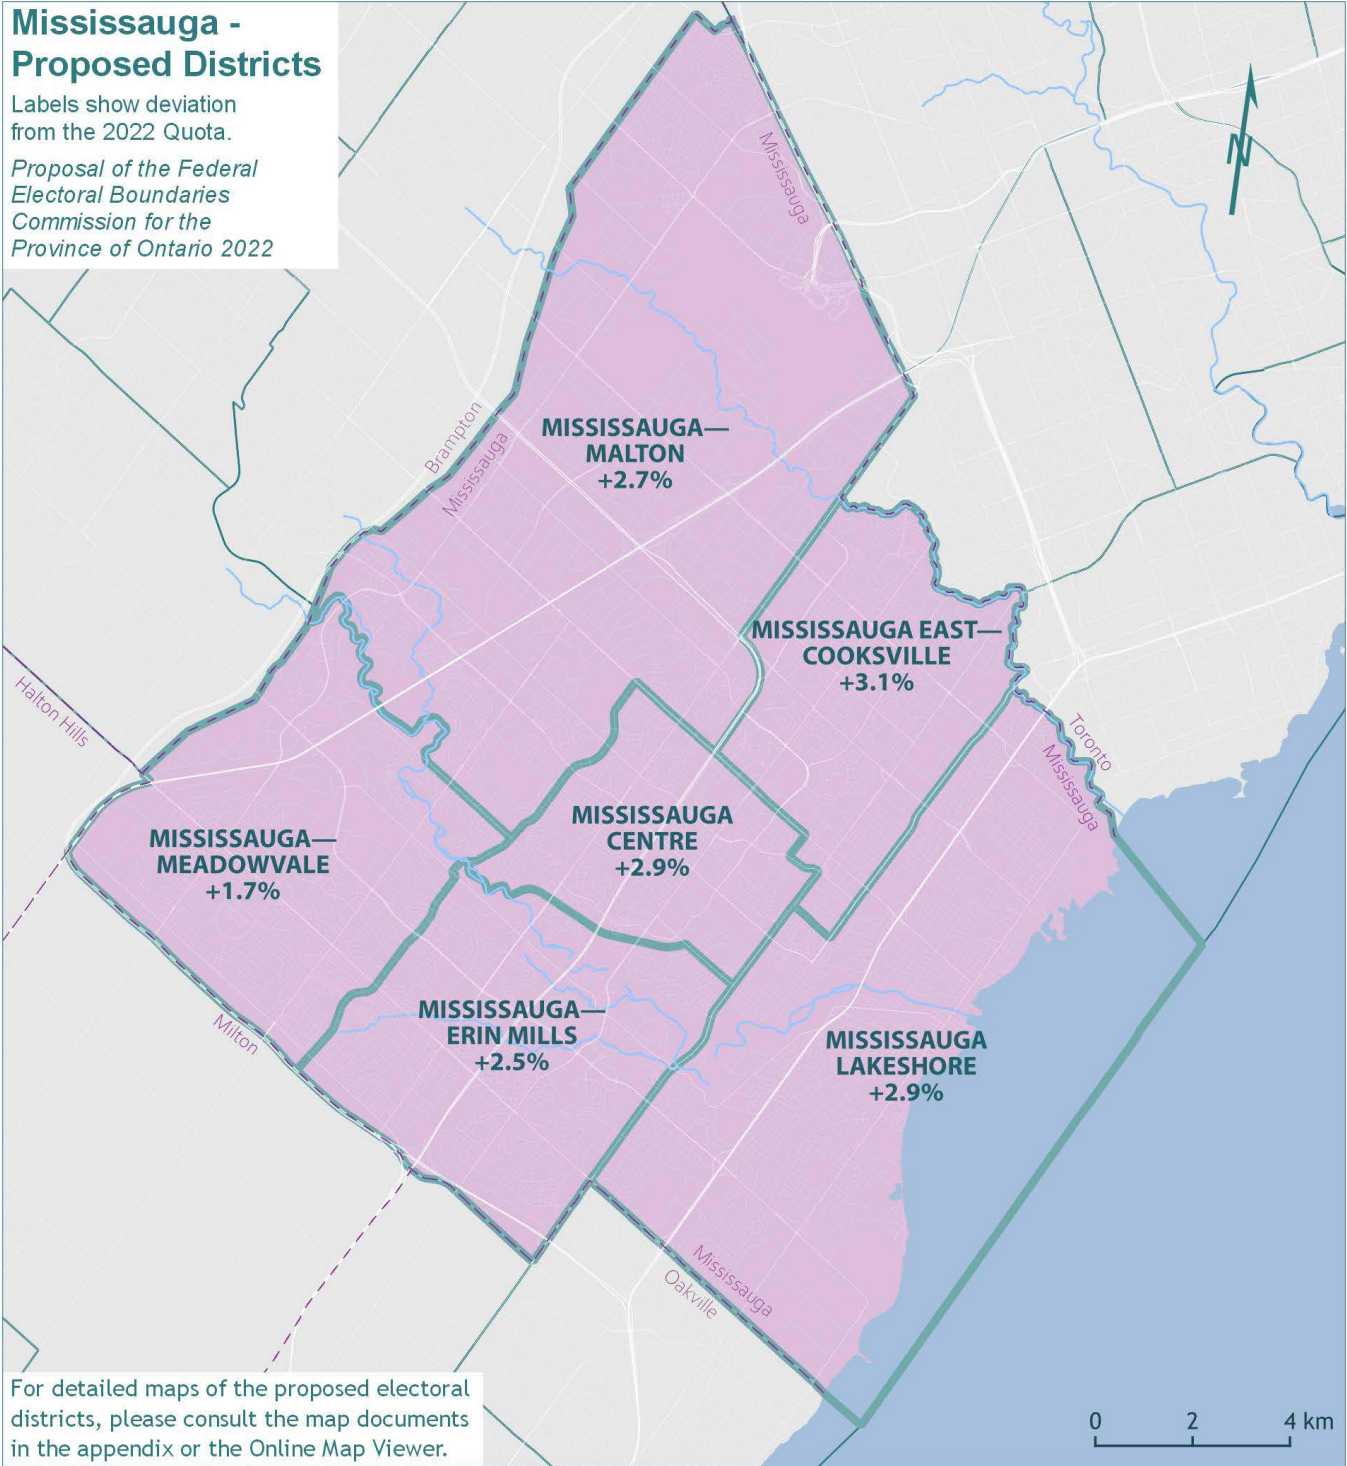 Mississauga -
Proposed Districts
Labels show deviation
from the 2022 Quota.
Proposal of the Federal
Electoral Boundaries
Commission for the
Province of Ontario 2022
N
Mississauga
Brampton
Mississauga
MISSISSAUGA—
MALTON
+2.7%
MISSISSAUGA EAST—
COOKSVILLE
+3.1%
Halton Hills
Toronto
Mississauga
MISSISSAUGA—
MEADOWVALE
+1.7%
MISSISSAUGA
CENTRE
+2.9%
Milton
MISSISSAUGA—
ERIN MILLS
+2.5%
MISSISSAUGA
LAKESHORE
+2.9%
Mississauga
Oakville
For detailed maps of the proposed electoral
districts, please consult the map documents
in the appendix or the Online Map Viewer.
0 2 4 km